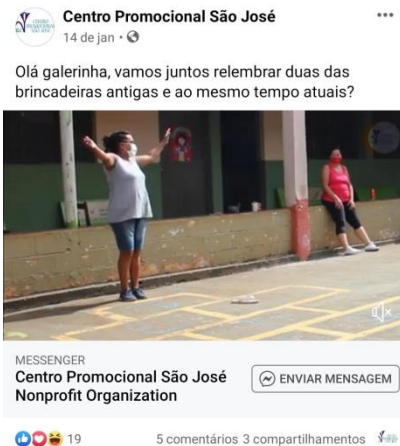 Centro Promocional São José
14 de jan
Olá galerinha, vamos juntos relembrar duas das
brincadeiras antigas e ao mesmo tempo atuais?
MESSENGER
Centro Promocional São José
Nonprofit Organization
ENVIAR MENSAGEM
19
5 comentários 3 compartilhamentos